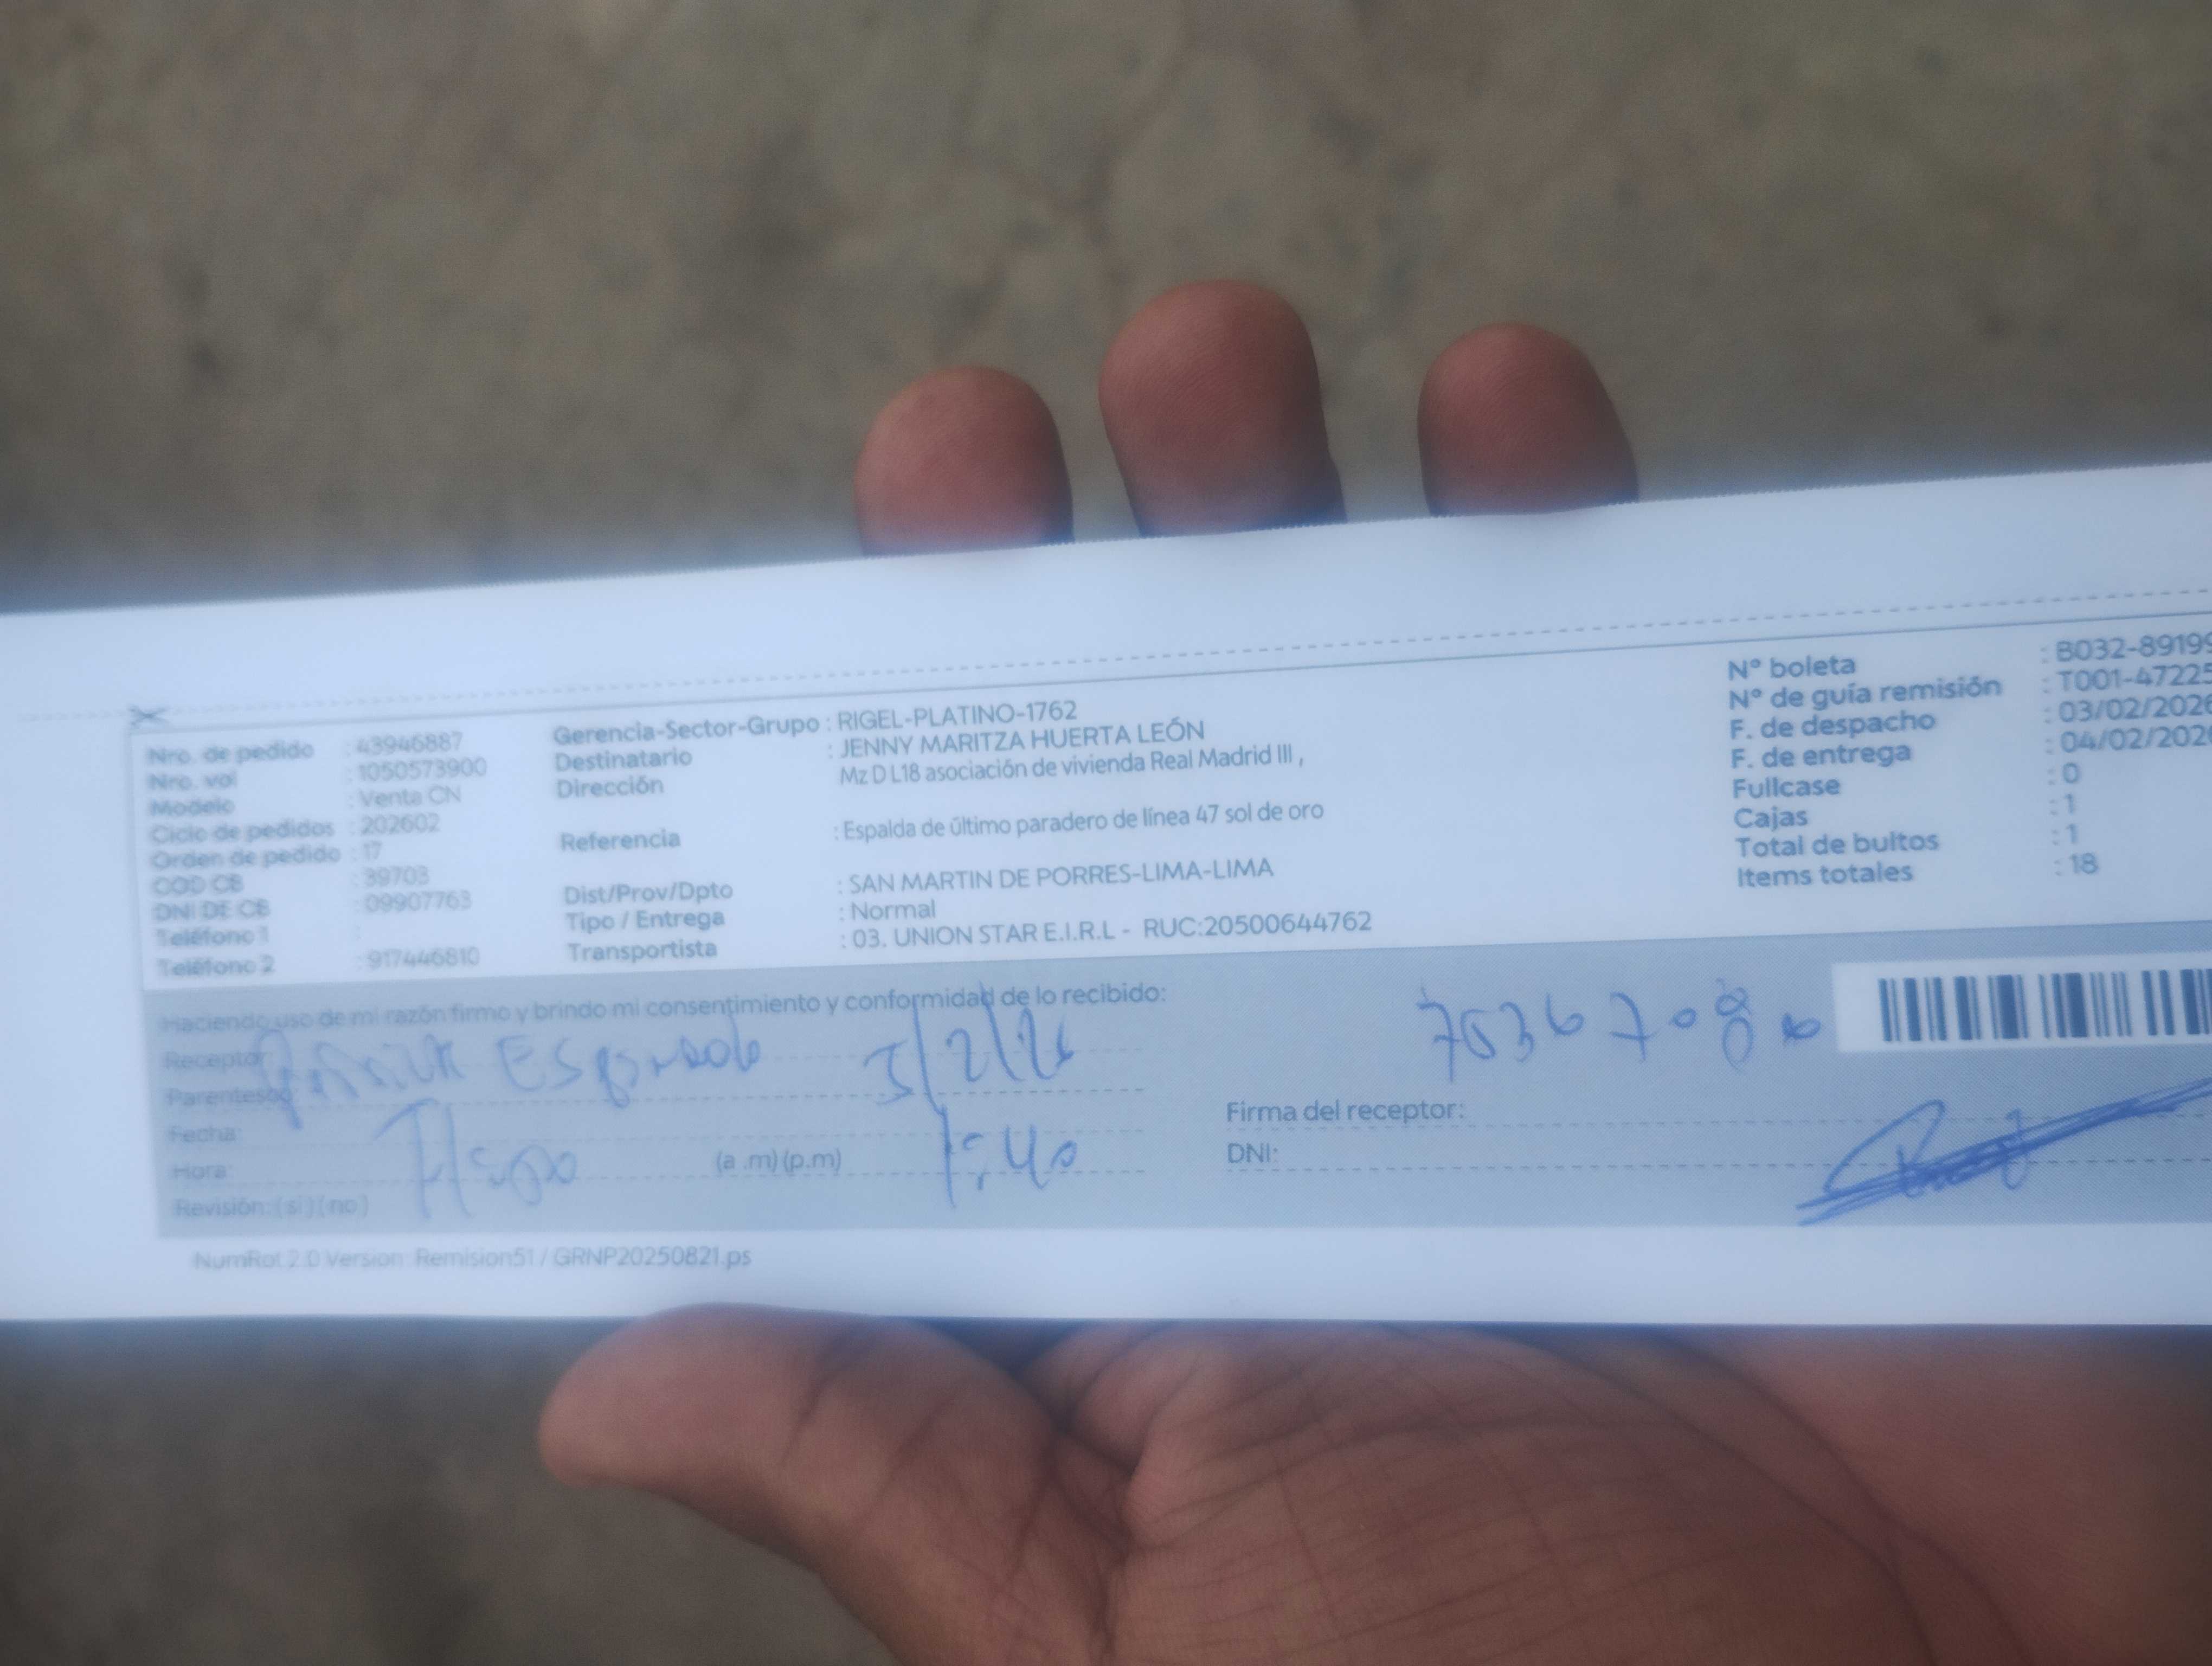 Nro. de pedido : 43946887
Nro. vol : 1050573900
Modelo : Venta CN
Ciclo de pedidos : 202602
Orden de pedido : 17
COD CB : 39703
DNI DE CB : 09907763
Teléfono 1 :
Teléfono 2 : 917446810
Gerencia-Sector-Grupo : RIGEL-PLATINO-1762
Destinatario : JENNY MARITZA HUERTA LEÓN
Dirección Mz D L18 asociación de vivienda Real Madrid III ,
Referencia : Espalda de último paradero de línea 47 sol de oro
Dist/Prov/Dpto : SAN MARTIN DE PORRES-LIMA-LIMA
Tipo / Entrega : Normal
Transportista : 03. UNION STAR E.I.R.L - RUC:20500644762
N° boleta : B032-89199
N° de guía remisión : T001-47225
F. de despacho : 03/02/2026
F. de entrega : 04/02/202
Fullcase : 0
Cajas : 1
Total de bultos : 1
Items totales : 18
Haciendo uso de mi razón firmo y brindo mi consentimiento y conformidad de lo recibido:
Receptor
Parentesco
Fecha:
Hora: (a .m) (p.m) 1:40
Revisión: (si) (no)
Firma del receptor:
DNI:
NumRot 2.0 Version Remision51 / GRNP20250821.ps